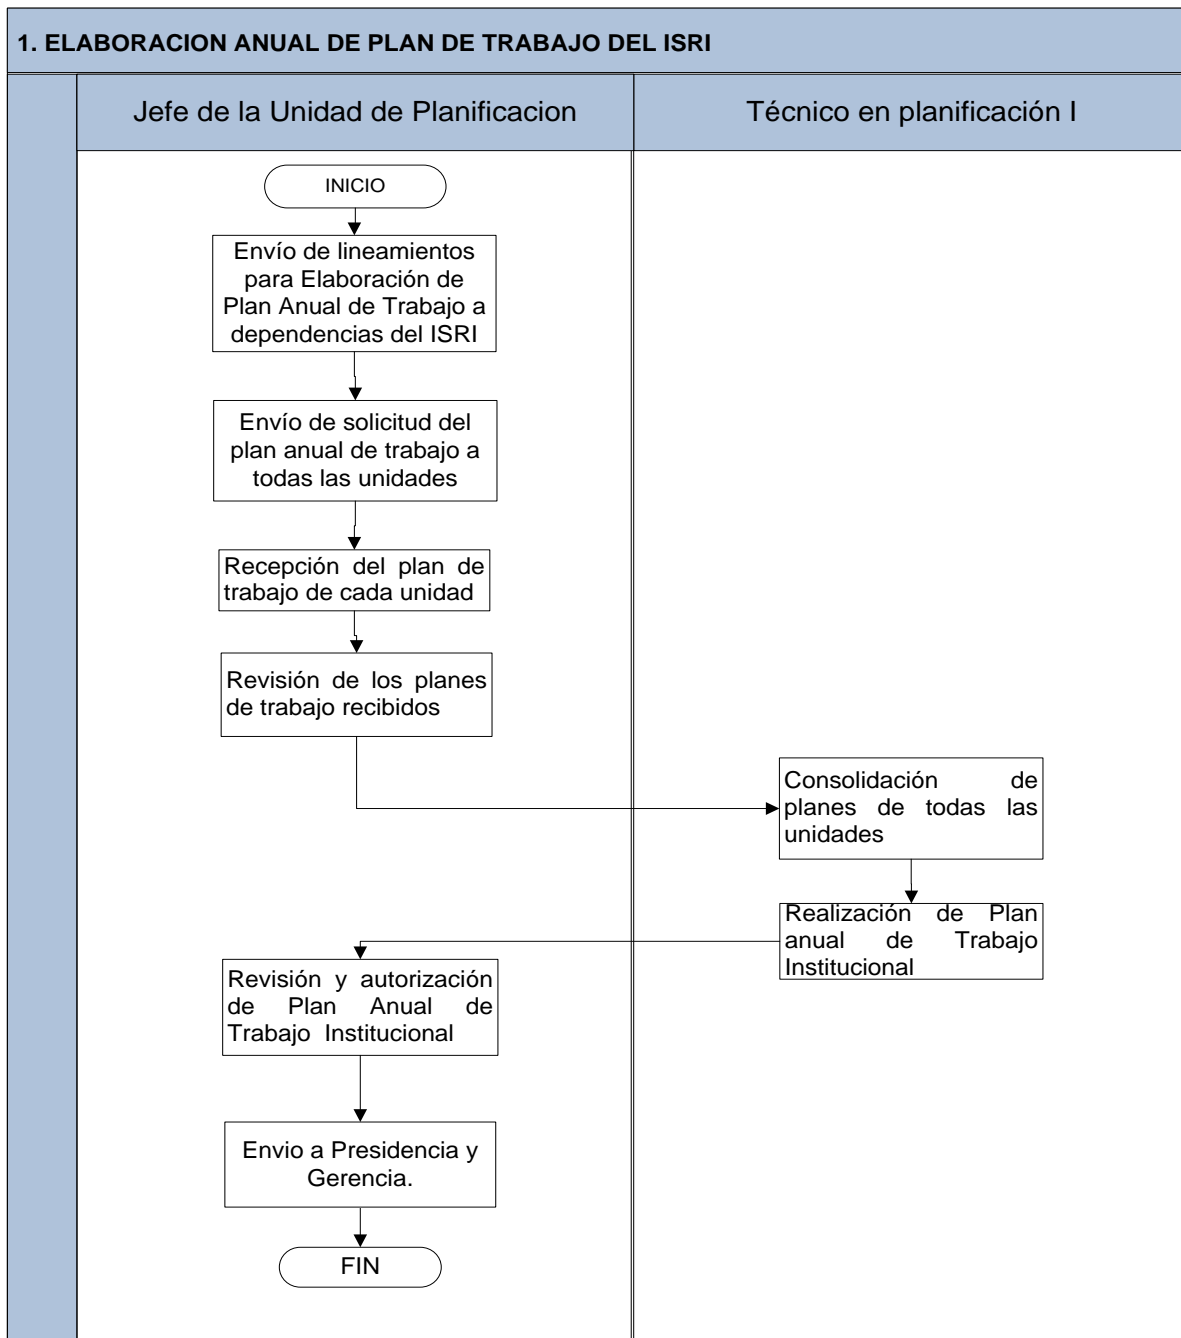 1. ELABORACION ANUAL DE PLAN DE TRABAJO DEL ISRI
Jefe de la Unidad de Planificacion
Técnico en planificación I
INICIO
Envío de lineamientos
para Elaboración de
Plan Anual de Trabajo a
dependencias del ISRI
Envío de solicitud del
plan anual de trabajo a
todas las unidades
Recepción del plan de
trabajo de cada unidad
Revisión de los planes
de trabajo recibidos
Consolidación de
planes de todas las
unidades
Realización de Plan
anual de Trabajo
Institucional
Revisión y autorización
de Plan Anual de
Trabajo Institucional
Envio a Presidencia y
Gerencia.
FIN